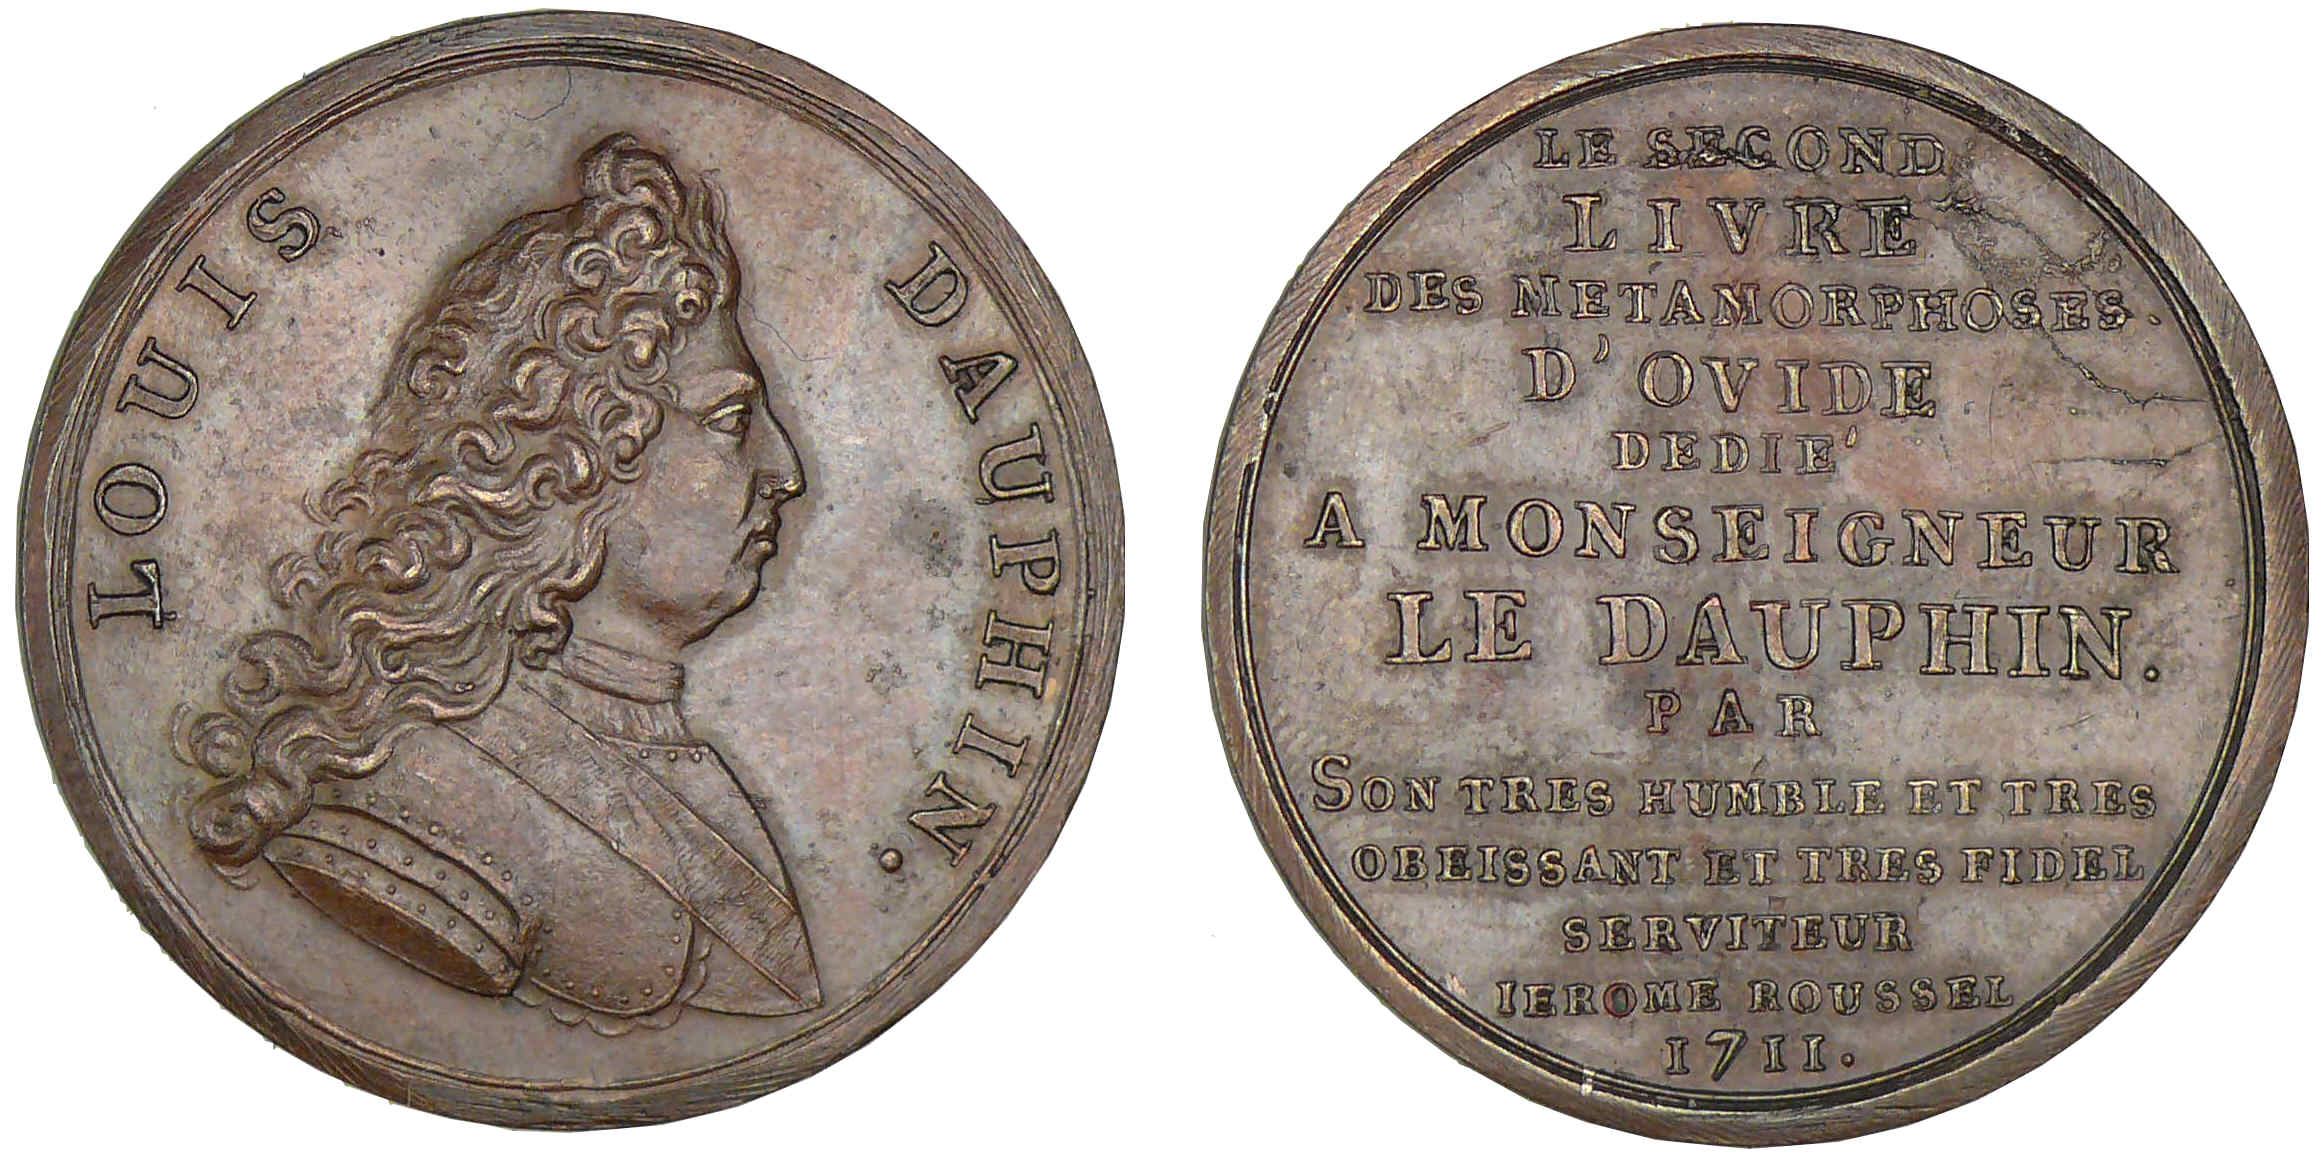 LOUIS DAUPHIN.
LE SECOND
LIVRE
DES METAMORPHOSES.
D'OVIDE
DEDIE'
A MONSEIGNEUR
LE DAUPHIN.
PAR
SON TRES HUMBLE ET TRES
OBEISSANT ET TRES FIDEL
SERVITEUR
IEROME ROUSSEL
1711.